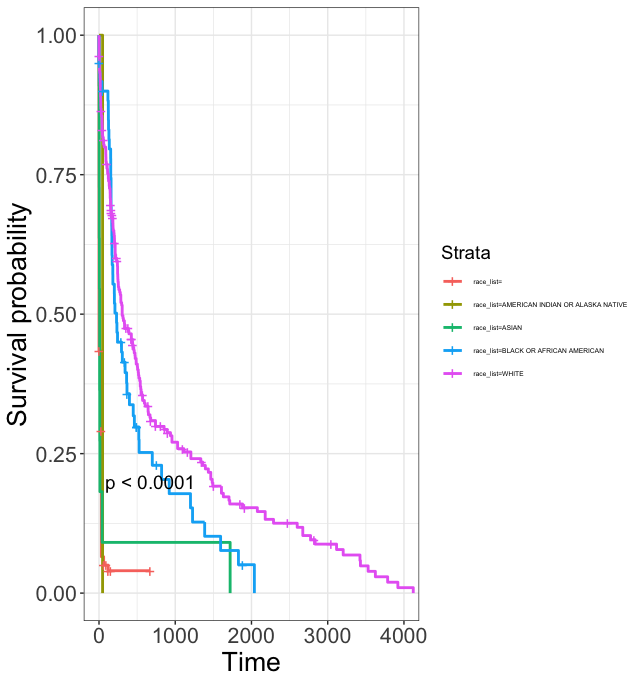 1.00
0.75
0.50
0.25
0.00
Survival probability
p < 0.0001
0 1000 2000 3000 4000
Time
Strata
race_list=
race_list=AMERICAN INDIAN OR ALASKA NATIVE
race_list=ASIAN
race_list=BLACK OR AFRICAN AMERICAN
race_list=WHITE